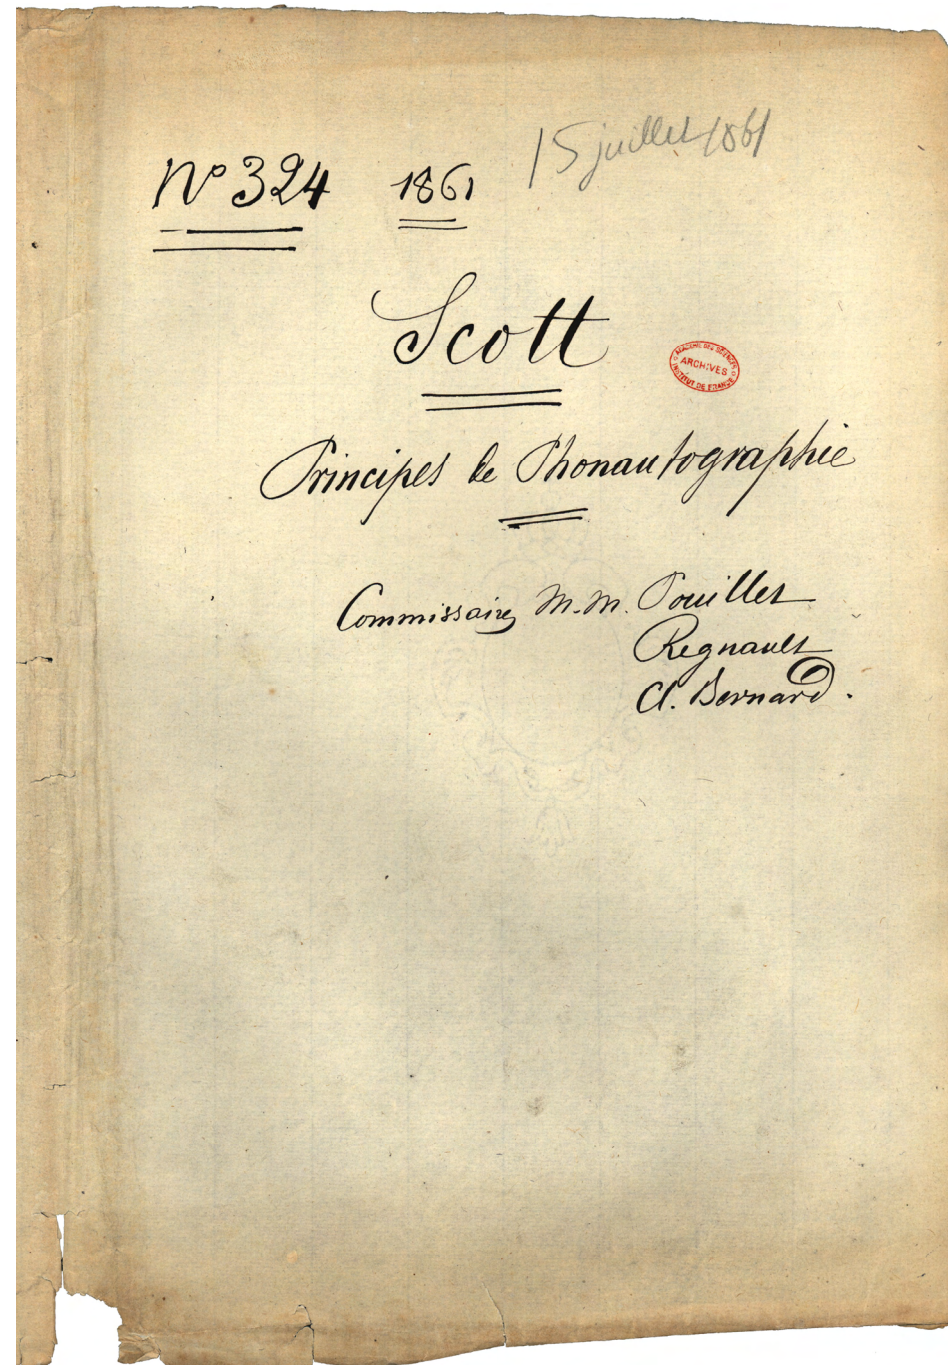 N° 324 1861 15 juillet 1861
Scott
ACADÉMIE DES SCIENCES
ARCHIVES
INSTITUT DE FRANCE
Principes de Phonautographie
Commissaires M.M. Pouillet
Regnault
Cl. Bernard.